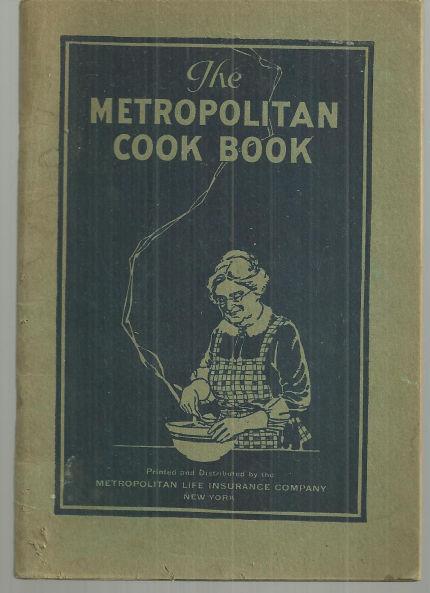 The
METROPOLITAN
COOK BOOK
Printed and Distributed by the
METROPOLITAN LIFE INSURANCE COMPANY
NEW YORK